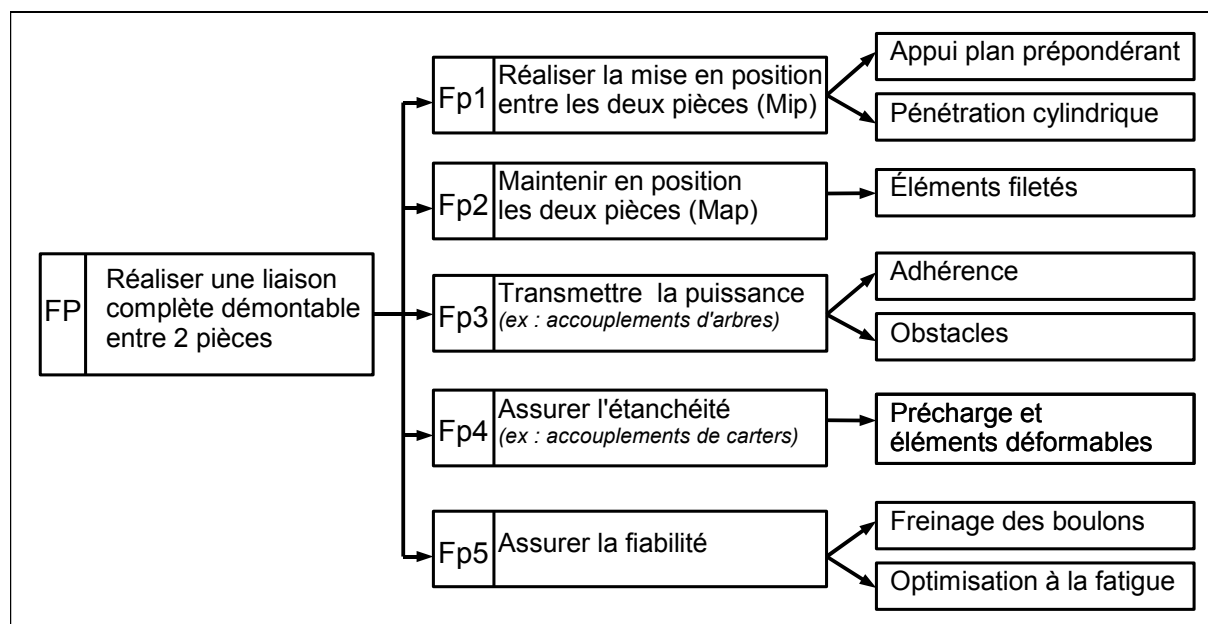 FP
Réaliser une liaison
complète démontable
entre 2 pièces
Fp1
Réaliser la mise en position
entre les deux pièces (Mip)
Appui plan prépondérant
Pénétration cylindrique
Fp2
Maintenir en position
les deux pièces (Map)
Éléments filetés
Fp3
Transmettre la puissance
(ex : accouplements d'arbres)
Adhérence
Obstacles
Fp4
Assurer l'étanchéité
(ex : accouplements de carters)
Précharge et
éléments déformables
Fp5
Assurer la fiabilité
Freinage des boulons
Optimisation à la fatigue